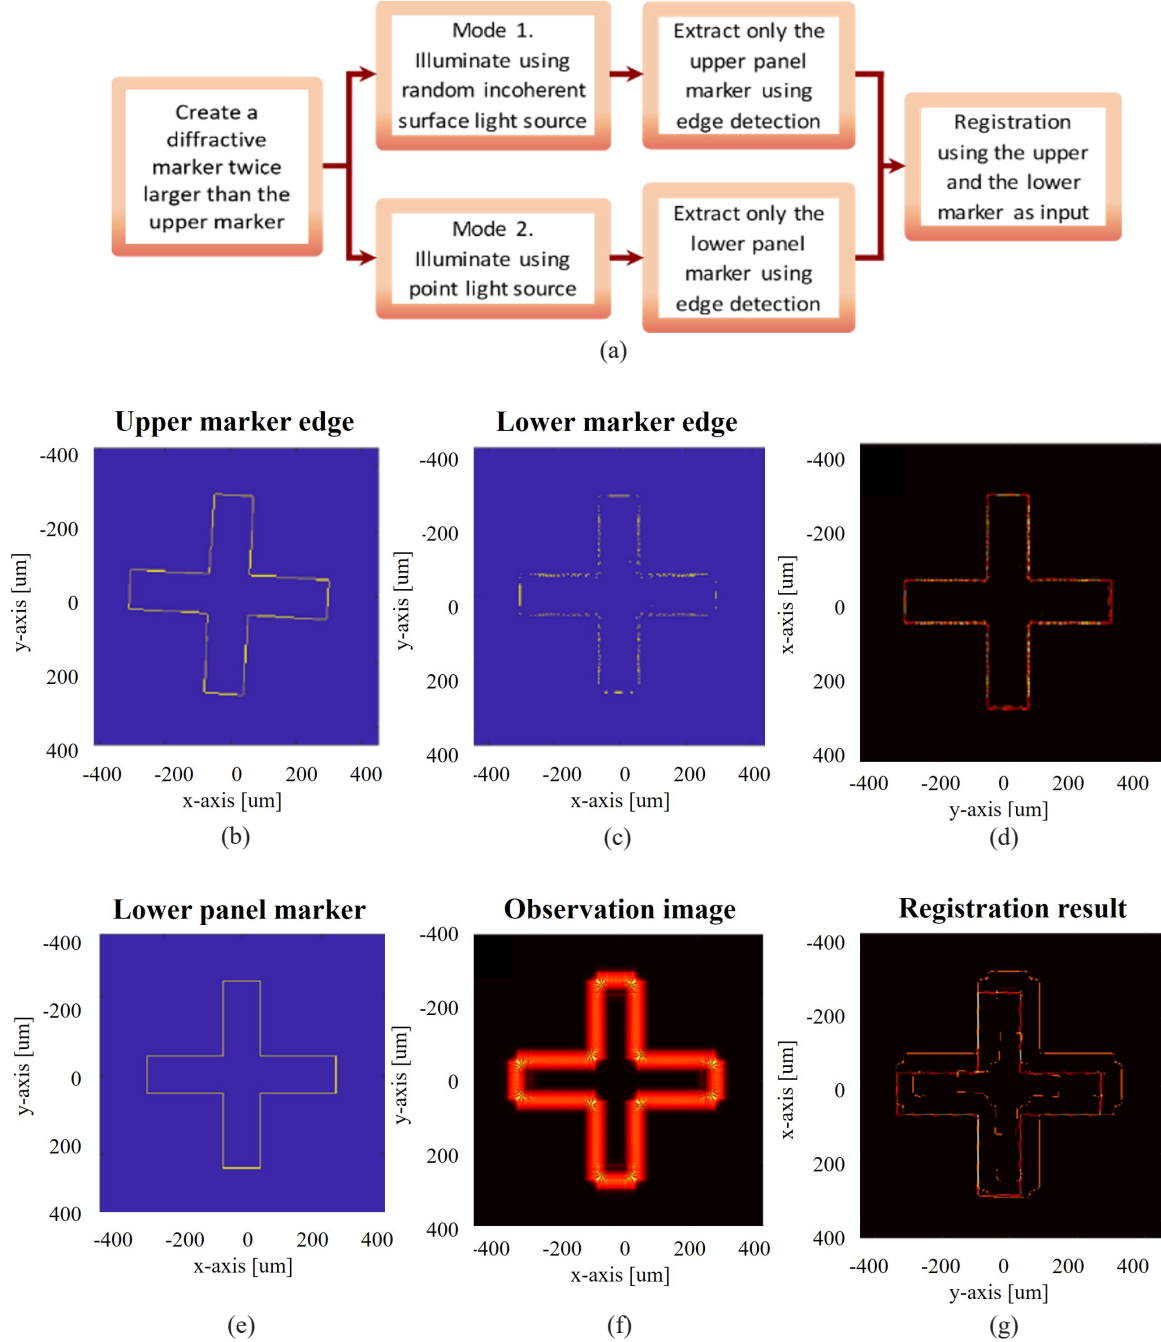 Create a
diffractive
marker twice
larger than the
upper marker
Mode 1.
Illuminate using
random incoherent
surface light source
Extract only the
upper panel
marker using
edge detection
Mode 2.
Illuminate using
point light source
Extract only the
lower panel
marker using
edge detection
Registration
using the upper
and the lower
marker as input
(a)
Upper marker edge
-400
-200
0
200
400
y-axis [um]
-400 -200 0 200 400
x-axis [um]
(b)
Lower marker edge
-400
-200
0
200
400
y-axis [um]
-400 -200 0 200 400
x-axis [um]
(c)
-400
-200
0
200
400
x-axis [um]
-400 -200 0 200 400
y-axis [um]
(d)
Lower panel marker
-400
-200
0
200
400
y-axis [um]
-400 -200 0 200 400
x-axis [um]
(e)
Observation image
-400
-200
0
200
400
y-axis [um]
-400 -200 0 200 400
x-axis [um]
(f)
Registration result
-400
-200
0
200
400
x-axis [um]
-400 -200 0 200 400
y-axis [um]
(g)